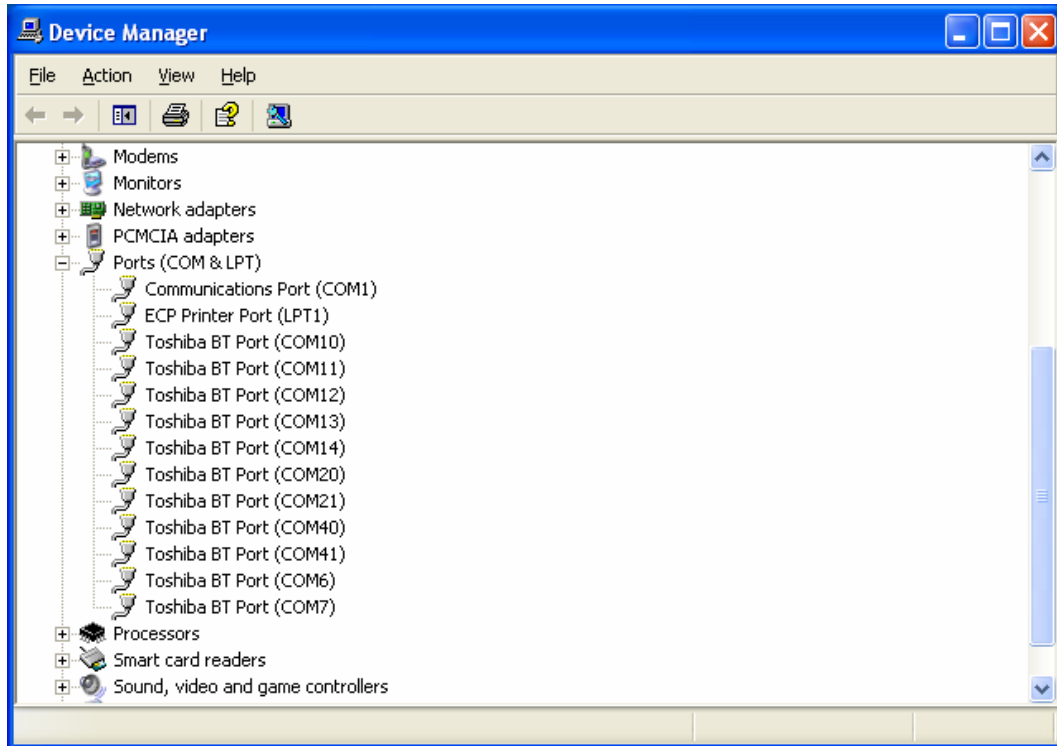 Device Manager
File Action View Help
Modems
Monitors
Network adapters
PCMCIA adapters
Ports (COM & LPT)
Communications Port (COM1)
ECP Printer Port (LPT1)
Toshiba BT Port (COM10)
Toshiba BT Port (COM11)
Toshiba BT Port (COM12)
Toshiba BT Port (COM13)
Toshiba BT Port (COM14)
Toshiba BT Port (COM20)
Toshiba BT Port (COM21)
Toshiba BT Port (COM40)
Toshiba BT Port (COM41)
Toshiba BT Port (COM6)
Toshiba BT Port (COM7)
Processors
Smart card readers
Sound, video and game controllers